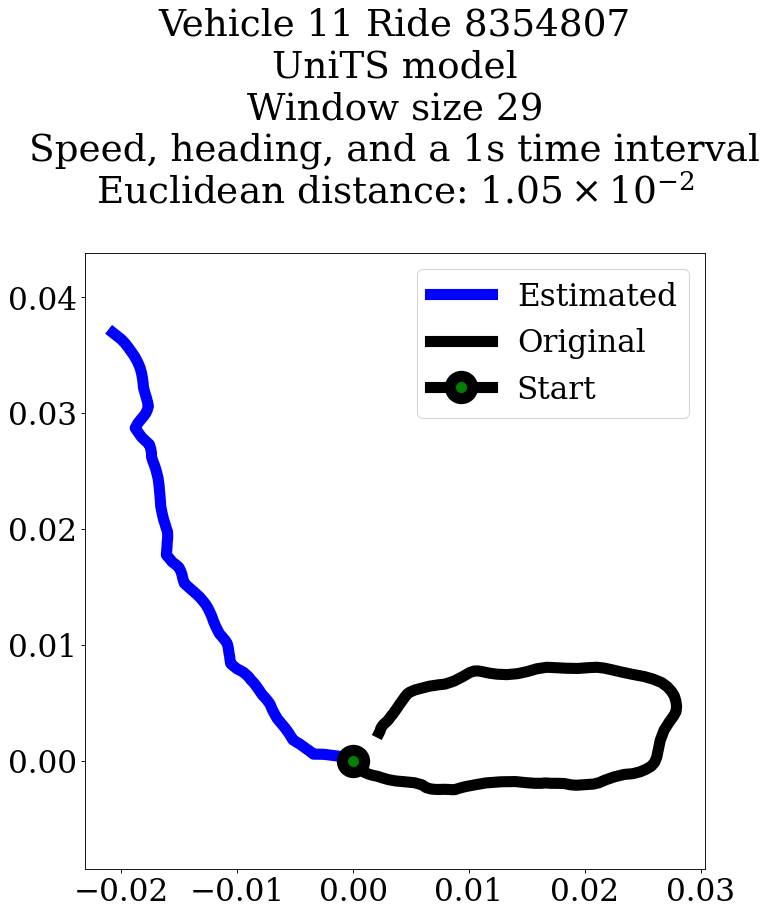 Vehicle 11 Ride 8354807
UniTS model
Window size 29
Speed, heading, and a 1s time interval
Euclidean distance: 1.05 × 10⁻²
Estimated
Original
Start
0.04
0.03
0.02
0.01
0.00
−0.02 −0.01 0.00 0.01 0.02 0.03